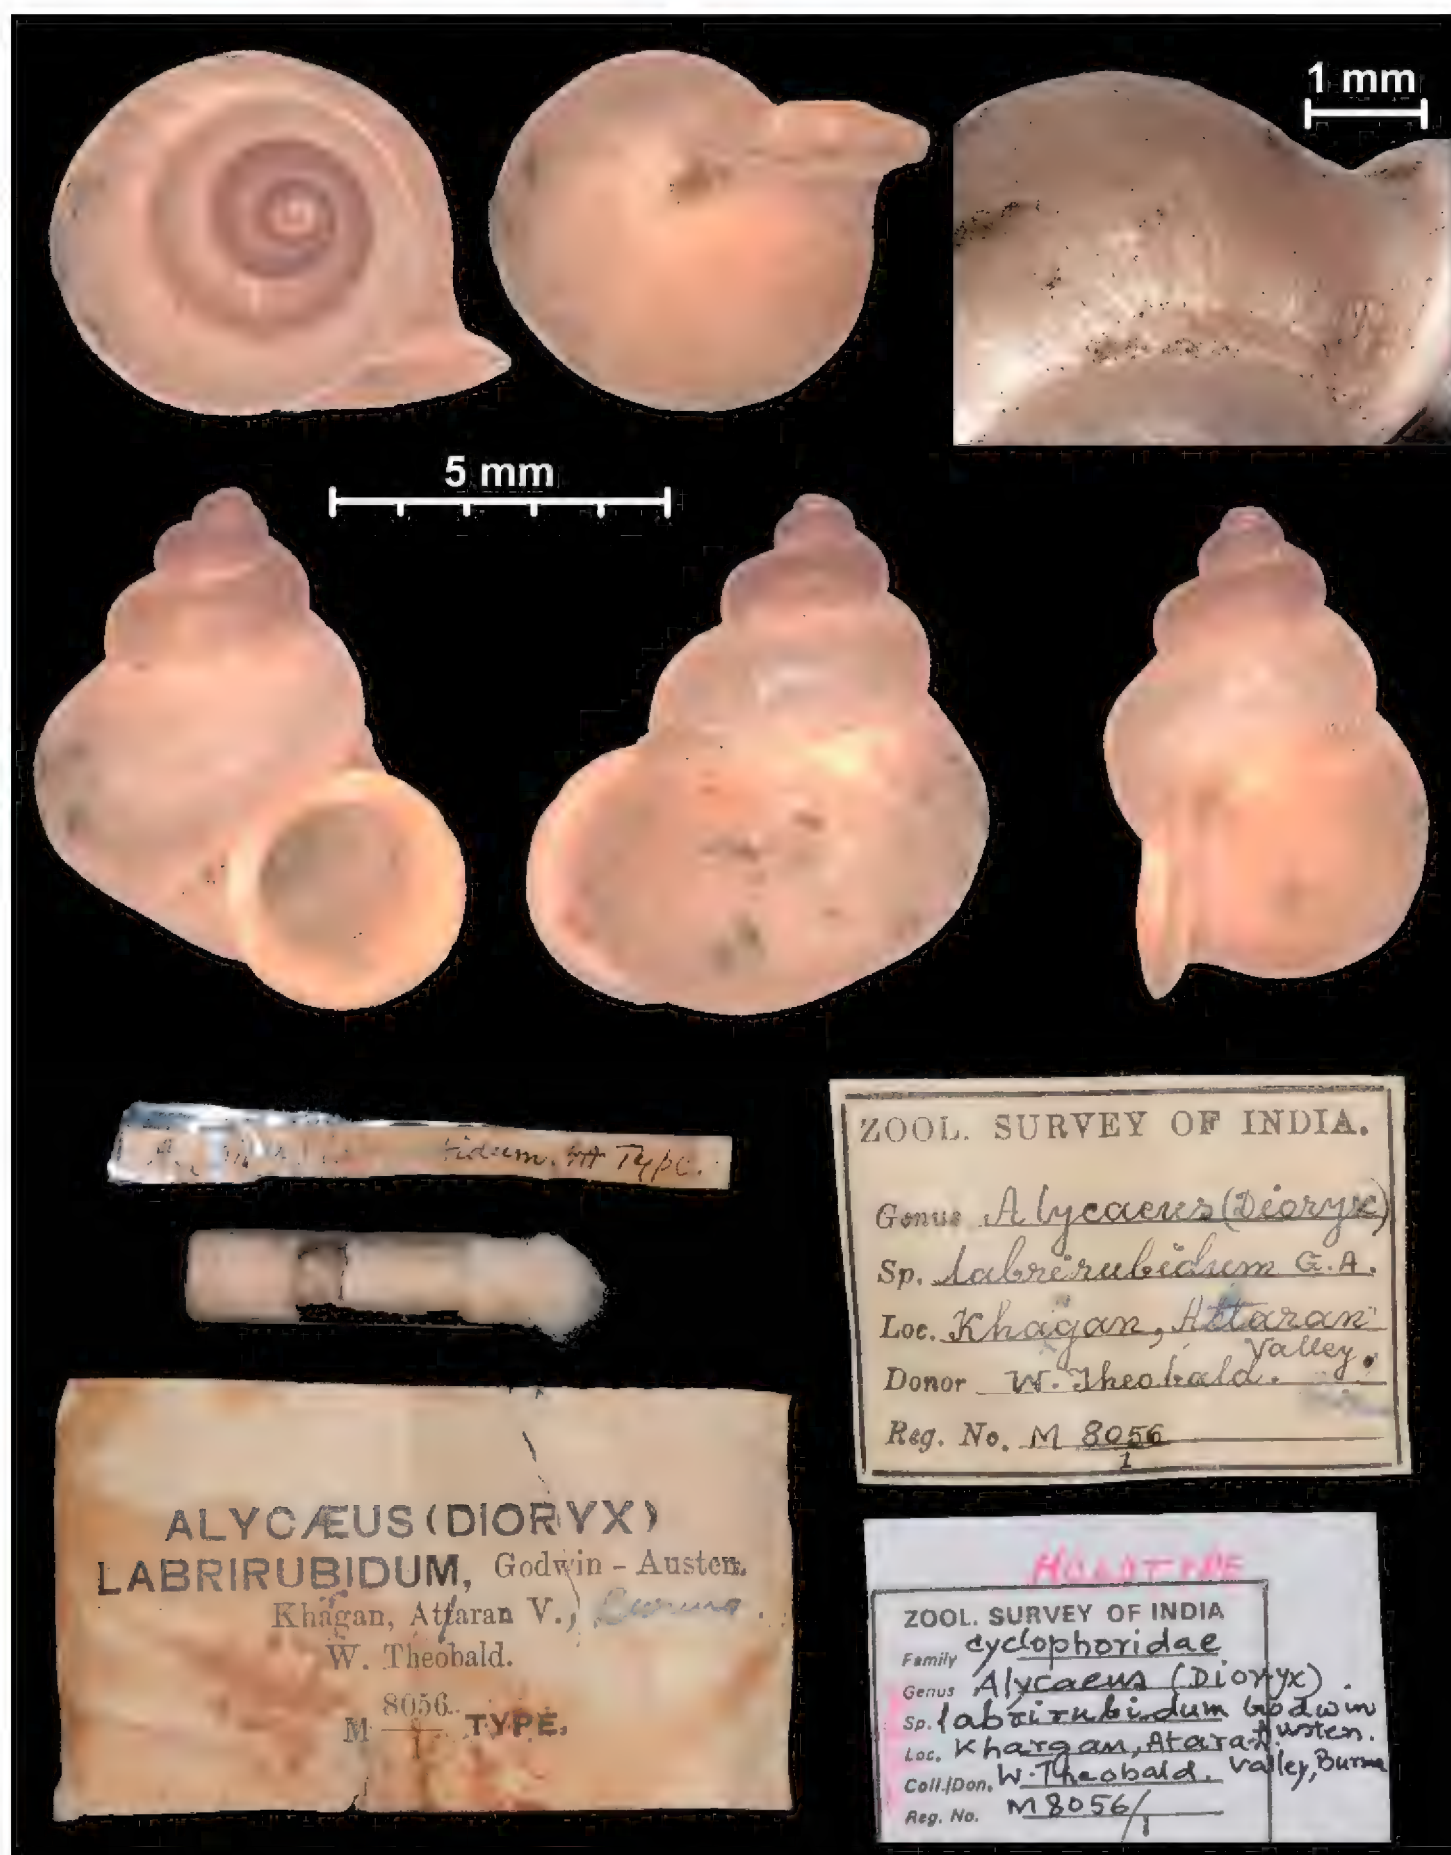 1 mm
5 mm
tidum. Type.
ZOOL. SURVEY OF INDIA.
Genus Alycaeus (Dioryx)
Sp. labrirubidum G.A.
Loc. Khagan, Attaran
Valley.
Donor W. Theobald.
Reg. No. M 8056
1
ALYCÆUS (DIORYX)
LABRIRUBIDUM, Godwin - Austen.
Khāgan, Attaran V., Burma.
W. Theobald.
M 8056. TYPE.
1
HOLOTYPE
ZOOL. SURVEY OF INDIA
Family cyclophoridae
Genus Alycaeus (Dioryx).
Sp. labrirubidum Godwin
Austen.
Loc. Khargan, Ataran
Valley, Burma
Coll./Don. W. Theobald.
Reg. No. M8056/1